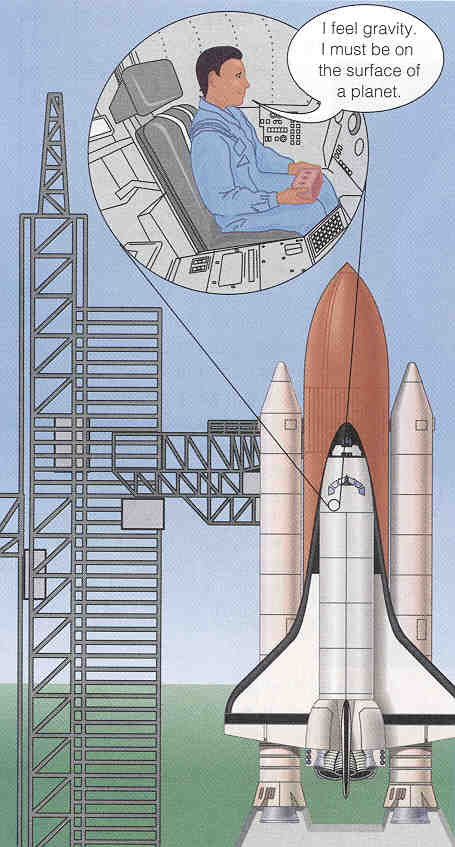 I feel gravity.
I must be on
the surface of
a planet.